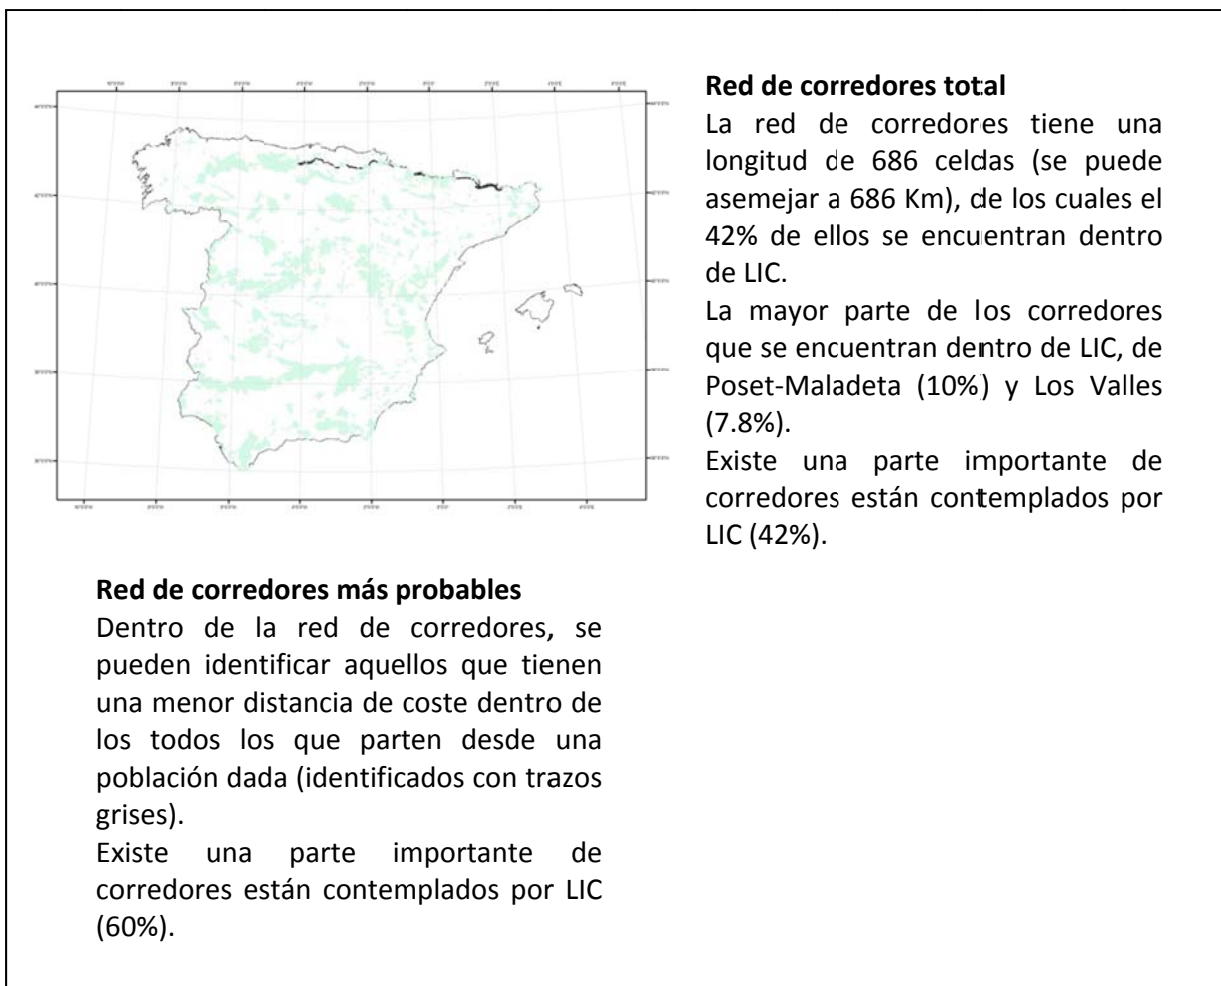 Red de corredores total
La red de corredores tiene una
longitud de 686 celdas (se puede
asemejar a 686 Km), de los cuales el
42% de ellos se encuentran dentro
de LIC.
La mayor parte de los corredores
que se encuentran dentro de LIC, de
Poset-Maladeta (10%) y Los Valles
(7.8%).
Existe una parte importante de
corredores están contemplados por
LIC (42%).
Red de corredores más probables
Dentro de la red de corredores, se
pueden identificar aquellos que tienen
una menor distancia de coste dentro de
los todos los que parten desde una
población dada (identificados con trazos
grises).
Existe una parte importante de
corredores están contemplados por LIC
(60%).